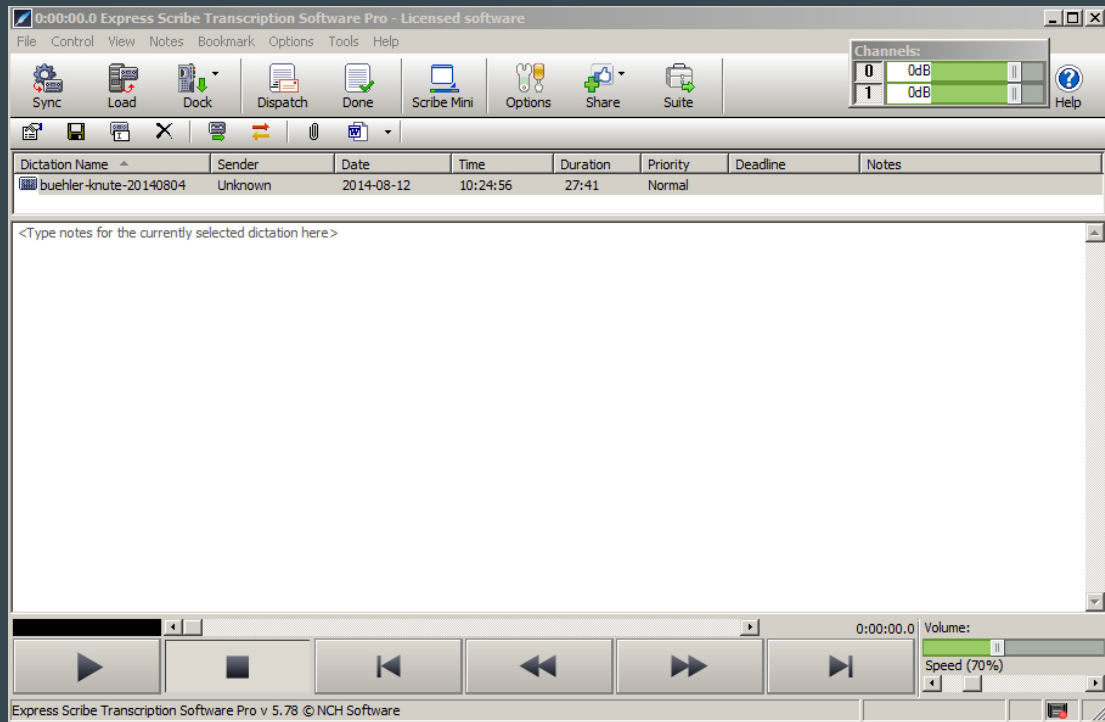 0:00:00.0 Express Scribe Transcription Software Pro - Licensed software
File Control View Notes Bookmark Options Tools Help
Channels:
0 0dB
1 0dB
Sync Load Dock Dispatch Done Scribe Mini Options Share Suite Help
Dictation Name Sender Date Time Duration Priority Deadline Notes
buehler-knute-20140804 Unknown 2014-08-12 10:24:56 27:41 Normal
<Type notes for the currently selected dictation here>
0:00:00.0 Volume:
Speed (70%)
Express Scribe Transcription Software Pro v 5.78 © NCH Software